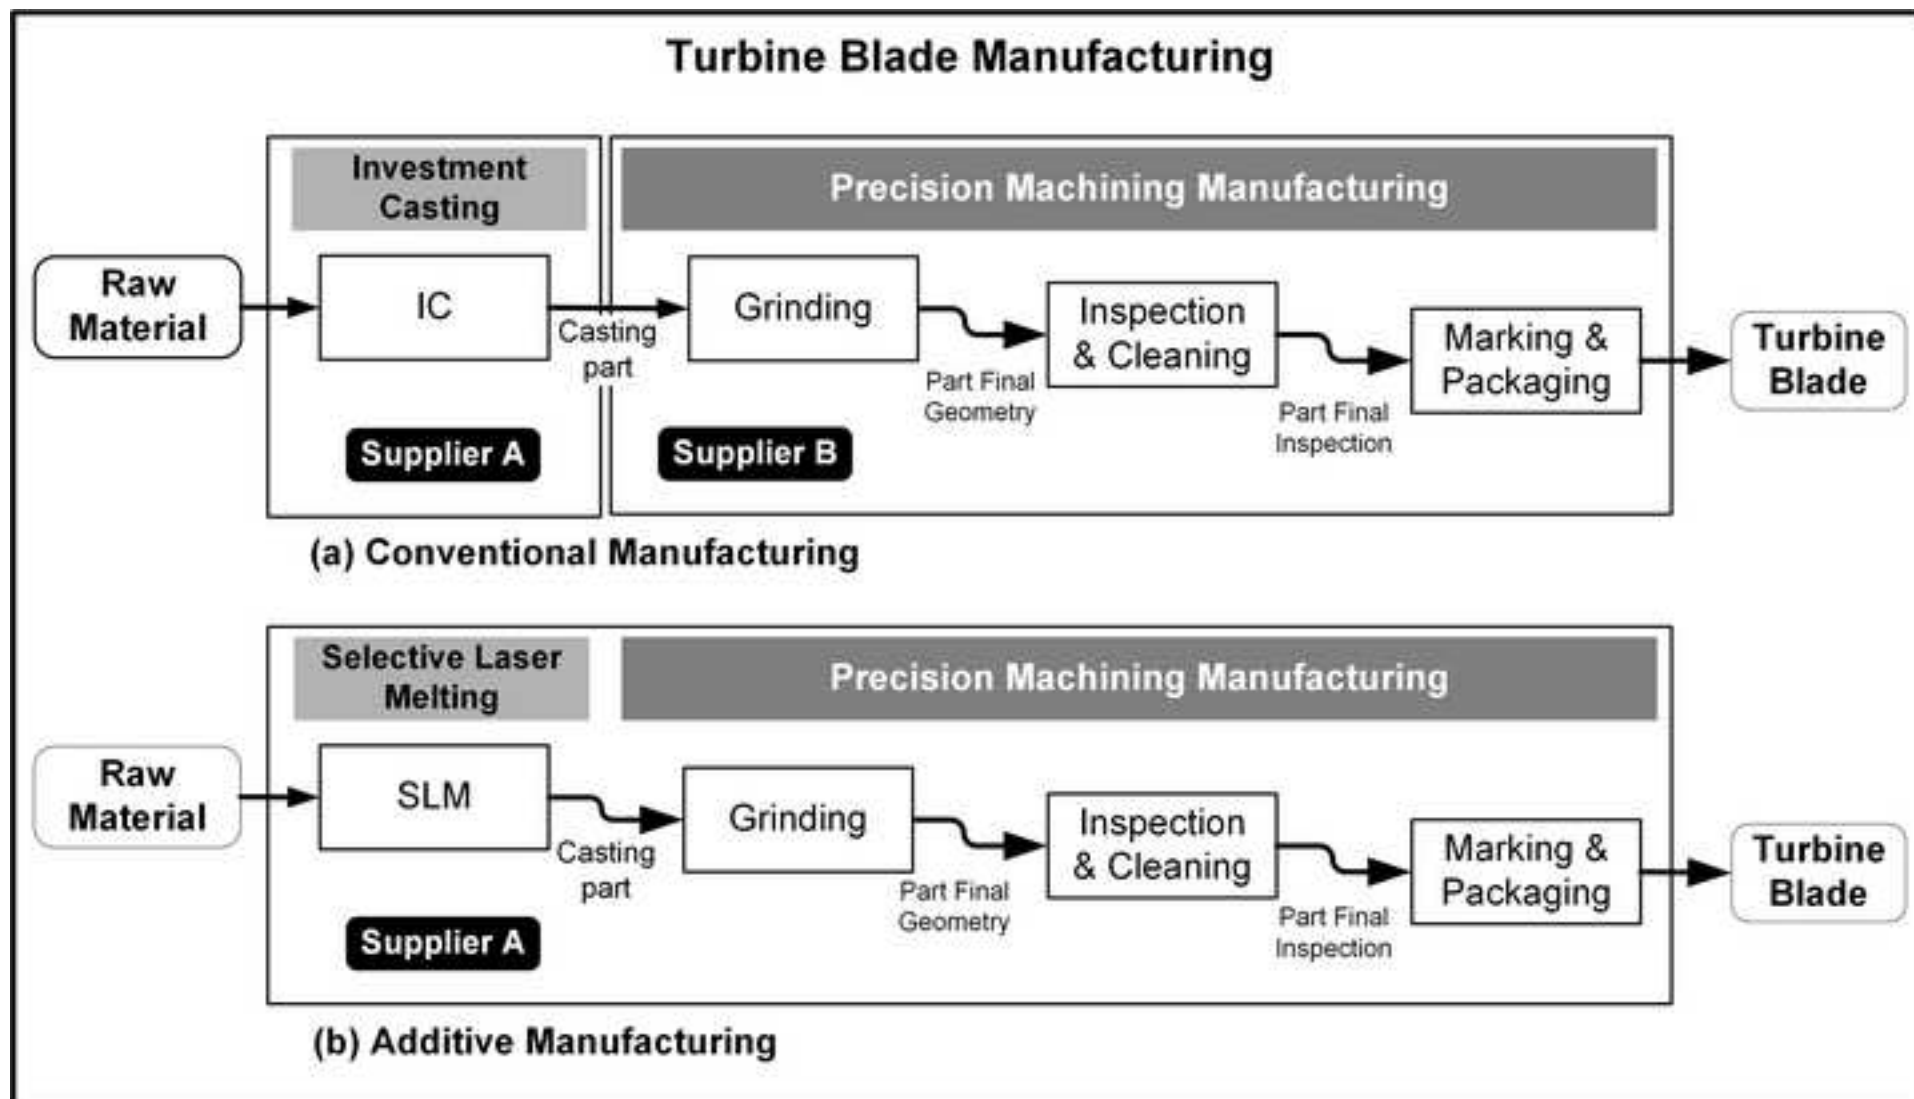 Turbine Blade Manufacturing
Investment
Casting
Precision Machining Manufacturing
Raw
Material
IC
Casting
part
Grinding
Part Final
Geometry
Inspection
& Cleaning
Part Final
Inspection
Marking &
Packaging
Turbine
Blade
Supplier A
Supplier B
(a) Conventional Manufacturing
Selective Laser
Melting
Precision Machining Manufacturing
Raw
Material
SLM
Casting
part
Grinding
Part Final
Geometry
Inspection
& Cleaning
Part Final
Inspection
Marking &
Packaging
Turbine
Blade
Supplier A
(b) Additive Manufacturing